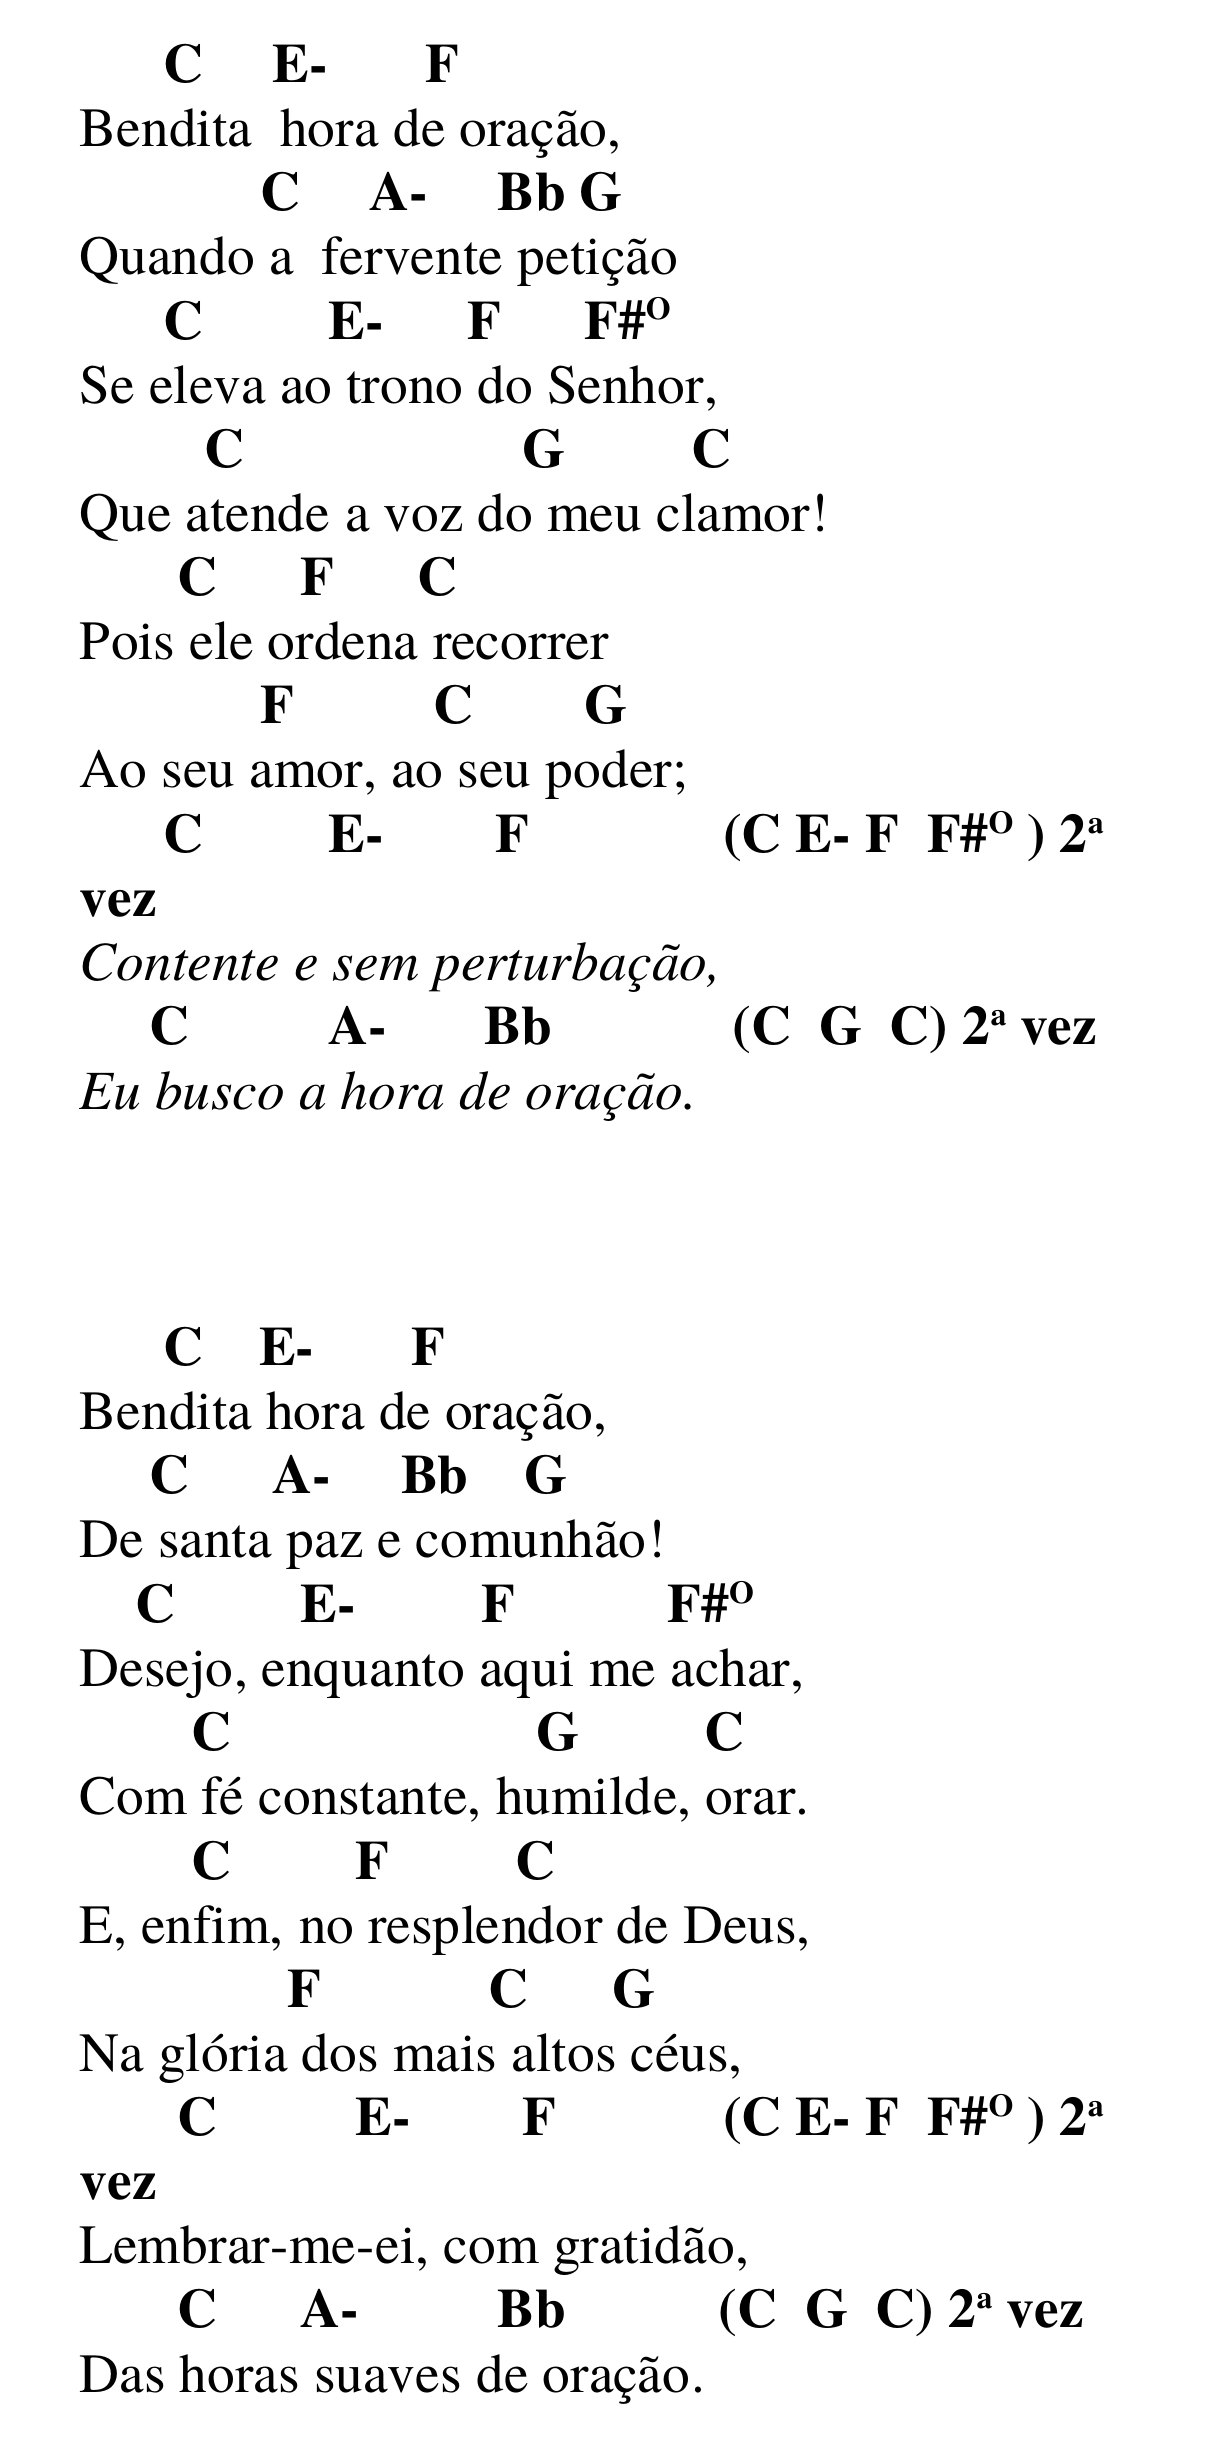 C E- F
Bendita hora de oração,
C A- Bb G
Quando a fervente petição
C E- F F#º
Se eleva ao trono do Senhor,
C G C
Que atende a voz do meu clamor!
C F C
Pois ele ordena recorrer
F C G
Ao seu amor, ao seu poder;
C E- F (C E- F F#º ) 2ª
vez
Contente e sem perturbação,
C A- Bb (C G C) 2ª vez
Eu busco a hora de oração.
C E- F
Bendita hora de oração,
C A- Bb G
De santa paz e comunhão!
C E- F F#º
Desejo, enquanto aqui me achar,
C G C
Com fé constante, humilde, orar.
C F C
E, enfim, no resplendor de Deus,
F C G
Na glória dos mais altos céus,
C E- F (C E- F F#º ) 2ª
vez
Lembrar-me-ei, com gratidão,
C A- Bb (C G C) 2ª vez
Das horas suaves de oração.